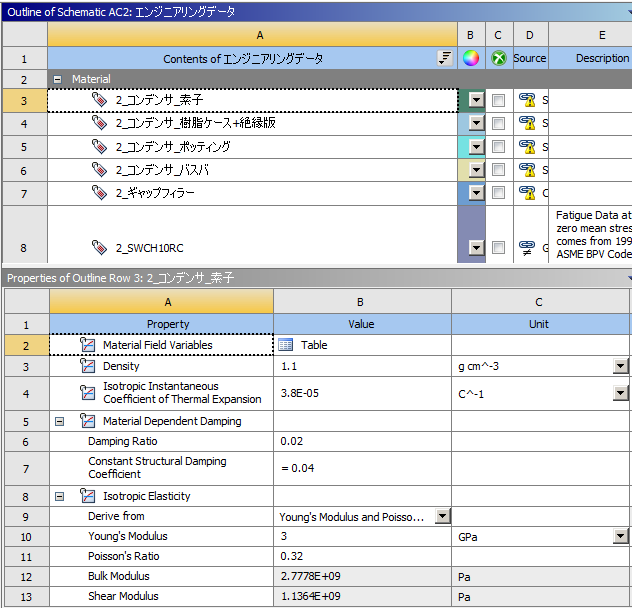 Outline of Schematic AC2: エンジニアリングデータ
A B C D E
1 Contents of エンジニアリングデータ Source Description
2 Material
3 2_コンデンサ_素子 S
4 2_コンデンサ_樹脂ケース+絶縁版 S
5 2_コンデンサ_ポッティング S
6 2_コンデンサ_バスバ S
7 2_ギャップフィラー C
Fatigue Data at
zero mean stres
comes from 199
ASME BPV Code
8 2_SWCH10RC G
Properties of Outline Row 3: 2_コンデンサ_素子
A B C
1 Property Value Unit
2 Material Field Variables Table
3 Density 1.1 g cm^-3
4 Isotropic Instantaneous
Coefficient of Thermal Expansion 3.8E-05 C^-1
5 Material Dependent Damping
6 Damping Ratio 0.02
7 Constant Structural Damping
Coefficient = 0.04
8 Isotropic Elasticity
9 Derive from Young's Modulus and Poisso...
10 Young's Modulus 3 GPa
11 Poisson's Ratio 0.32
12 Bulk Modulus 2.7778E+09 Pa
13 Shear Modulus 1.1364E+09 Pa